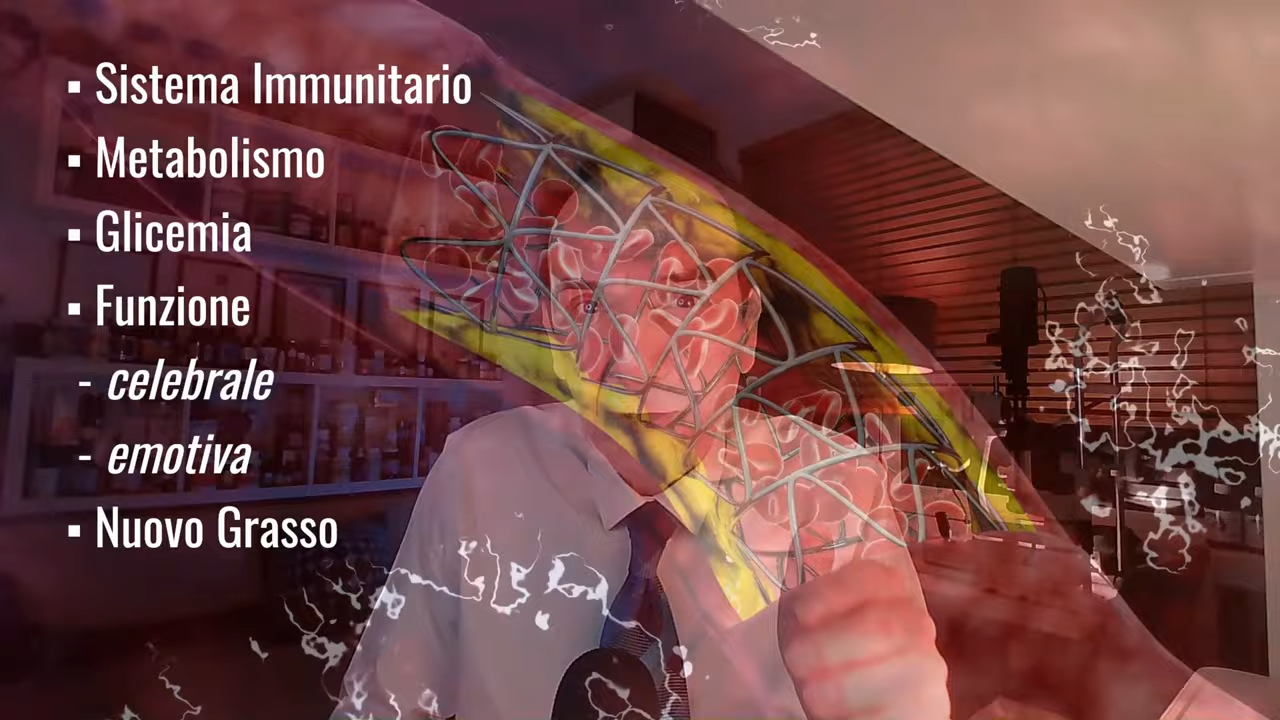 ▪ Sistema Immunitario
▪ Metabolismo
▪ Glicemia
▪ Funzione
- celebrale
- emotiva
▪ Nuovo Grasso